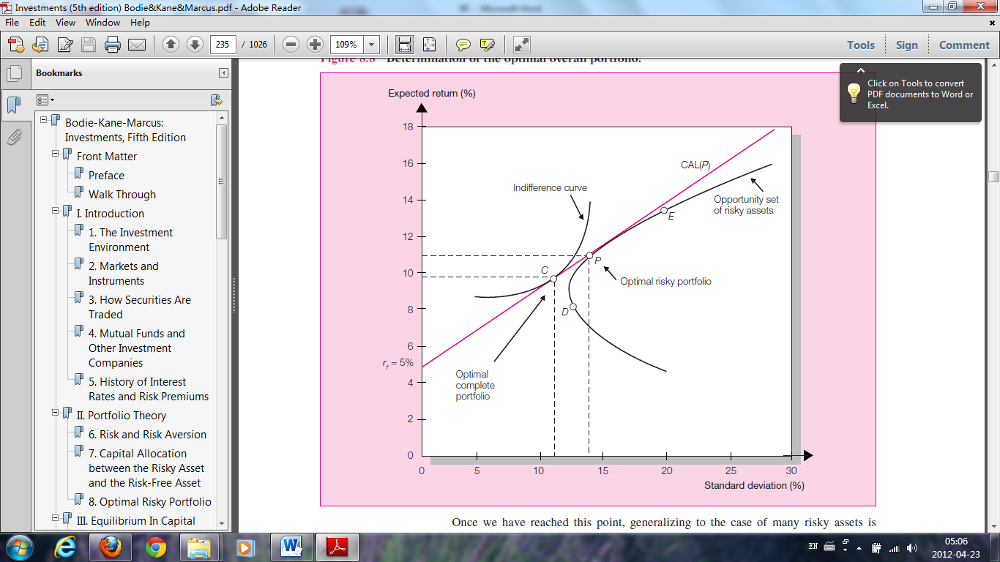 Investments (5th edition) Bodie&Kane&Marcus.pdf - Adobe Reader
File Edit View Window Help
235 / 1026
109%
Tools Sign Comment
Bookmarks
Bodie-Kane-Marcus:
Investments, Fifth Edition
Front Matter
Preface
Walk Through
I. Introduction
1. The Investment
Environment
2. Markets and
Instruments
3. How Securities Are
Traded
4. Mutual Funds and
Other Investment
Companies
5. History of Interest
Rates and Risk Premiums
II. Portfolio Theory
6. Risk and Risk Aversion
7. Capital Allocation
between the Risky Asset
and the Risk-Free Asset
8. Optimal Risky Portfolio
III. Equilibrium In Capital
Figure 8.8 Determination of the optimal overall portfolio.
Click on Tools to convert
PDF documents to Word or
Excel.
Expected return (%)
18
16
14
12
10
8
6
rf = 5%
4
2
0
CAL(P)
Indifference curve
Opportunity set
of risky assets
E
P
C
Optimal risky portfolio
D
Optimal
complete
portfolio
0 5 10 15 20 25 30
Standard deviation (%)
Once we have reached this point, generalizing to the case of many risky assets is
EN
05:06
2012-04-23